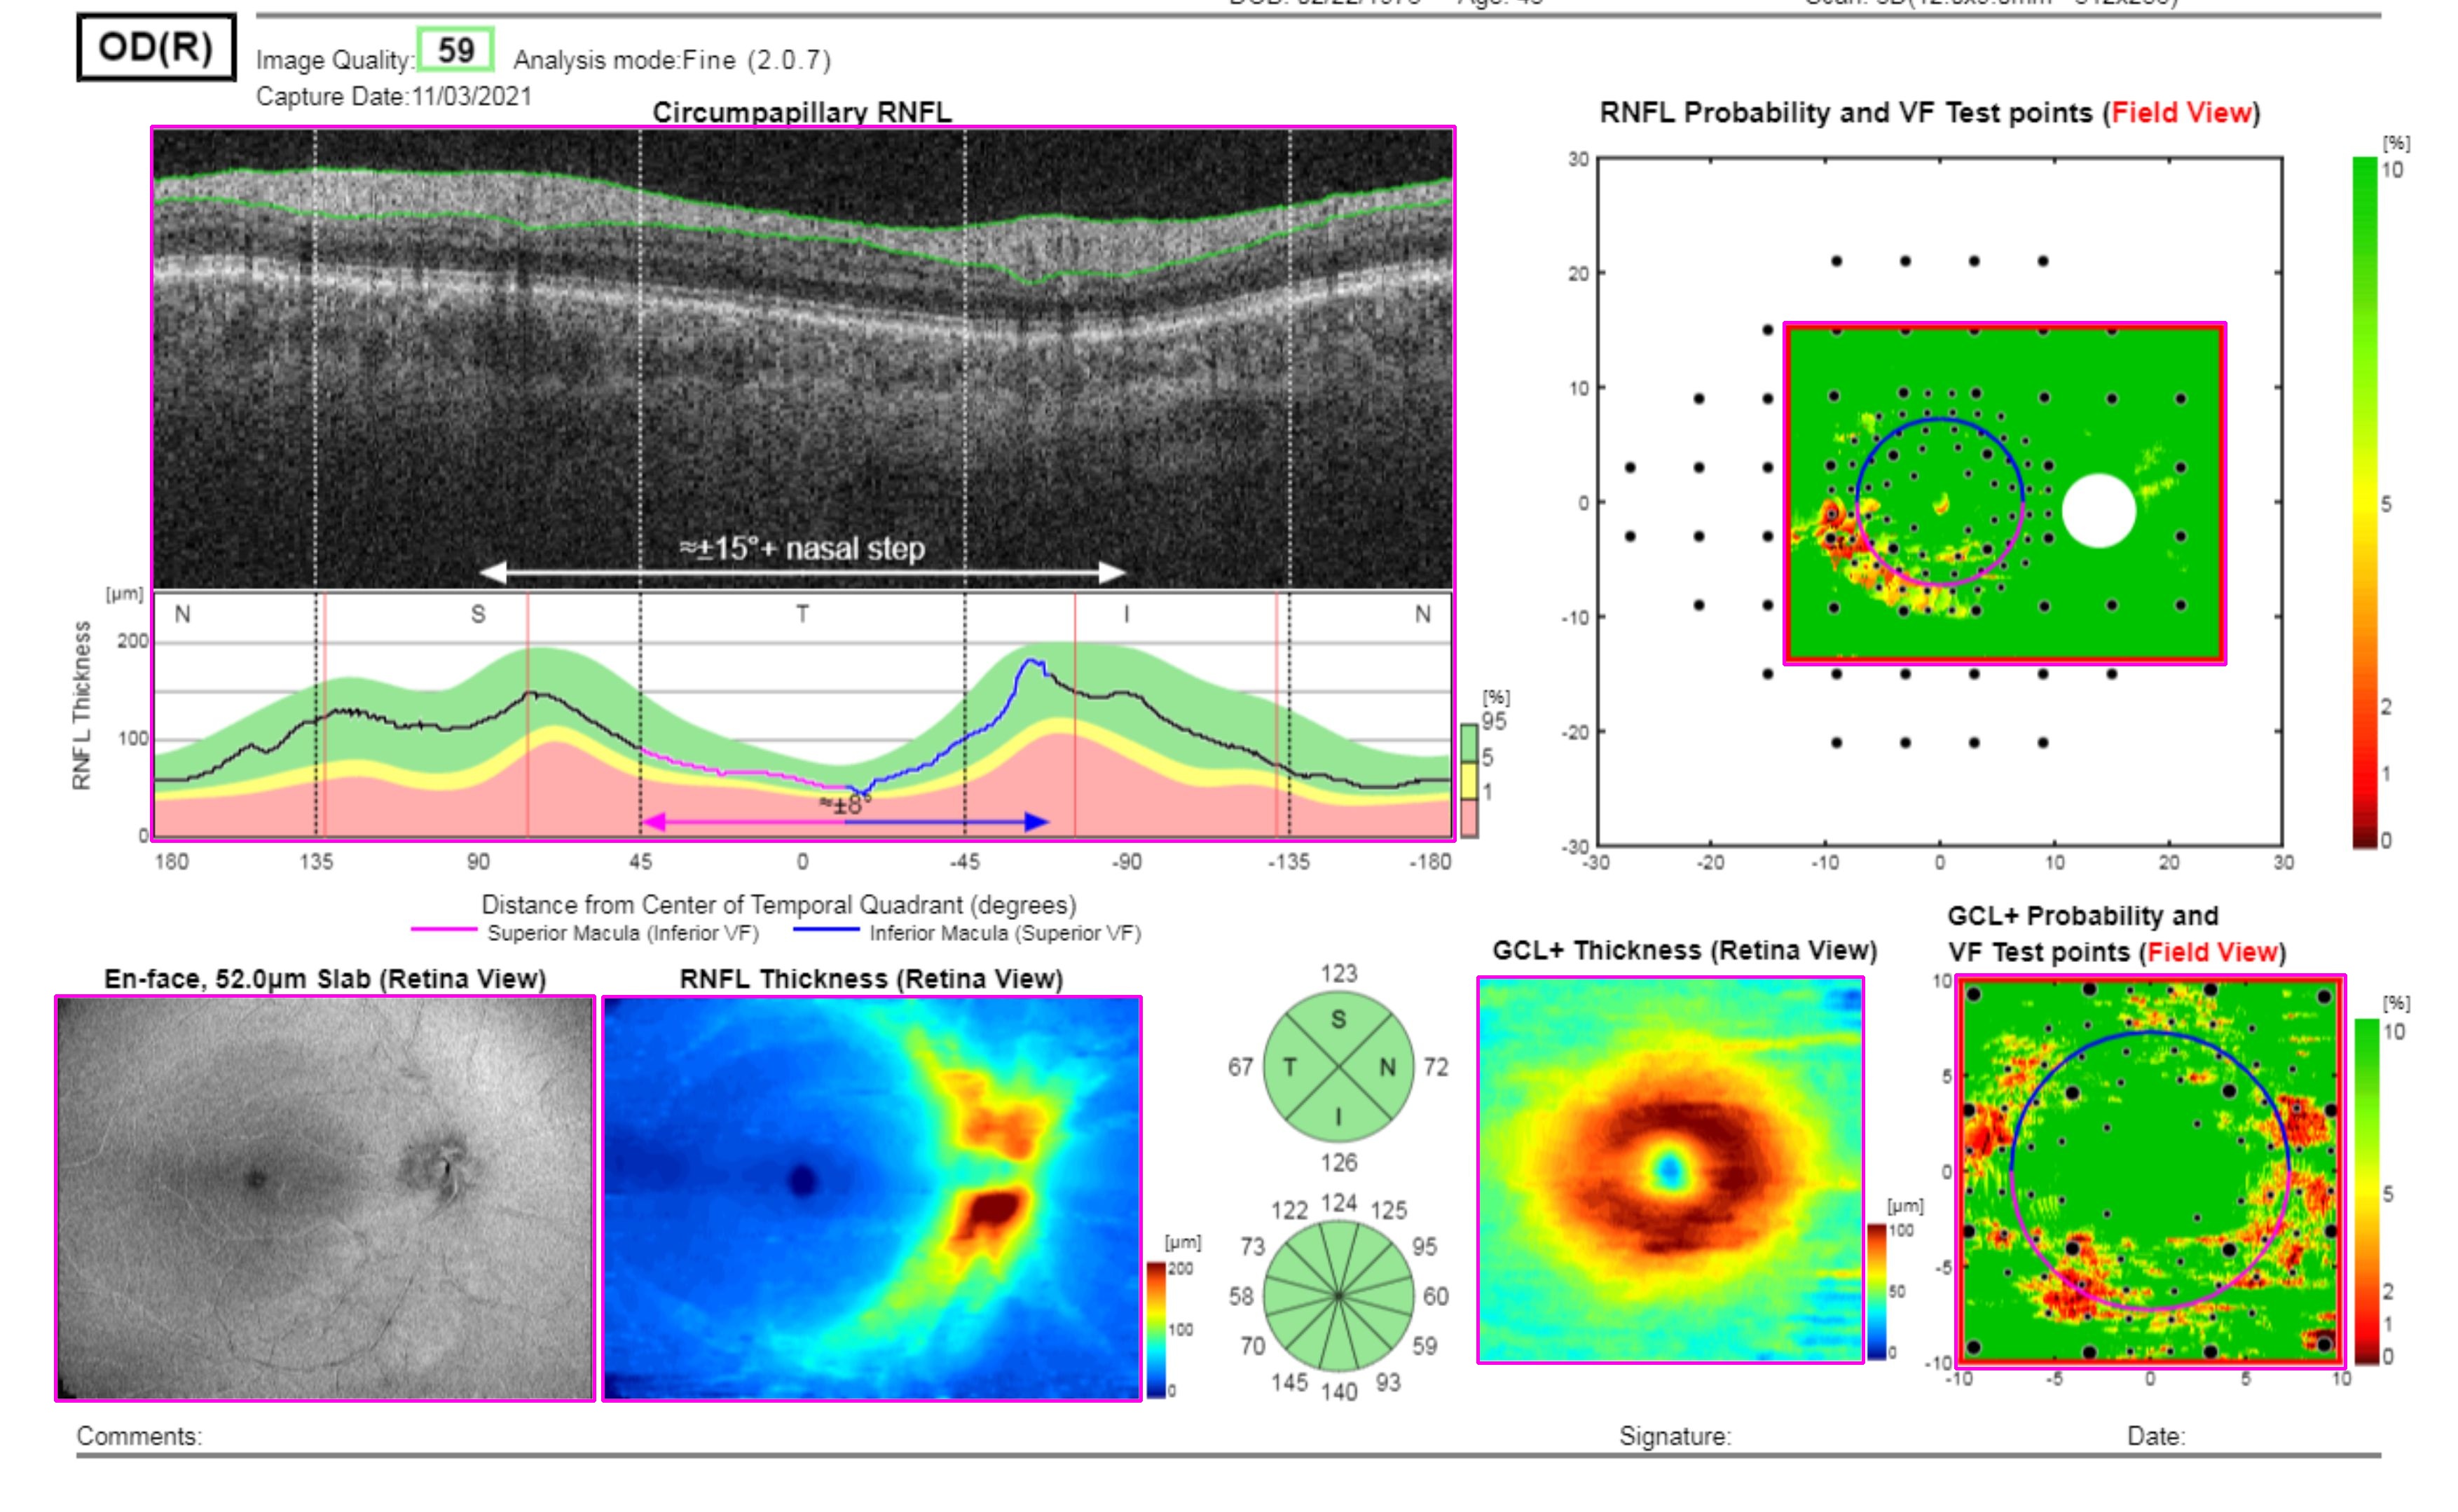 OD(R)
Image Quality: 59 Analysis mode:Fine (2.0.7)
Capture Date:11/03/2021
Circumpapillary RNFL
≈±15°+ nasal step
[µm]
N S T I N
200
100
0
RNFL Thickness
≈±8°
[%]
95
5
1
180 135 90 45 0 -45 -90 -135 -180
Distance from Center of Temporal Quadrant (degrees)
Superior Macula (Inferior VF) Inferior Macula (Superior VF)
RNFL Probability and VF Test points (Field View)
30
20
10
0
-10
-20
-30
-30 -20 -10 0 10 20 30
[%]
10
5
2
1
0
En-face, 52.0µm Slab (Retina View)
RNFL Thickness (Retina View)
[µm]
200
100
0
123
S
67 T N 72
I
126
122 124 125
73 95
58 60
70 59
145 140 93
GCL+ Thickness (Retina View)
[µm]
100
50
0
GCL+ Probability and
VF Test points (Field View)
10
5
0
-5
-10
-10 -5 0 5 10
[%]
10
5
2
1
0
Comments: Signature: Date: